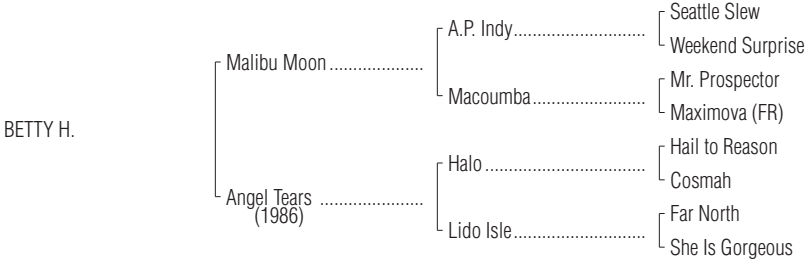 Seattle Slew
A.P. Indy............................
Weekend Surprise
Malibu Moon....................
Mr. Prospector
Macoumba........................
Maximova (FR)
BETTY H.
Hail to Reason
Halo..................................
Cosmah
Angel Tears ......................
(1986)
Far North
Lido Isle............................
She Is Gorgeous